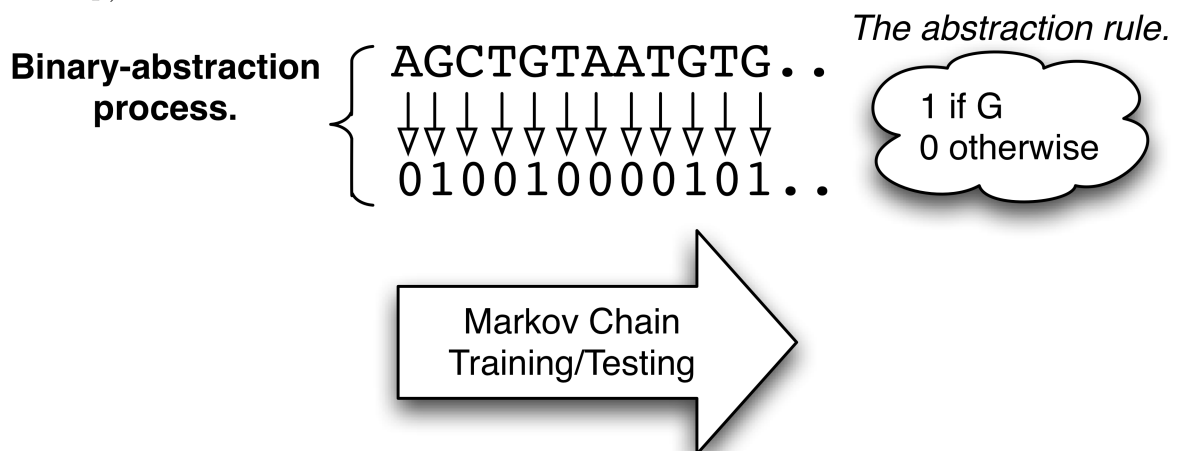 The abstraction rule.
Binary-abstraction
process.
AGCTGTAATGTG..
010010000101..
1 if G
0 otherwise
Markov Chain
Training/Testing